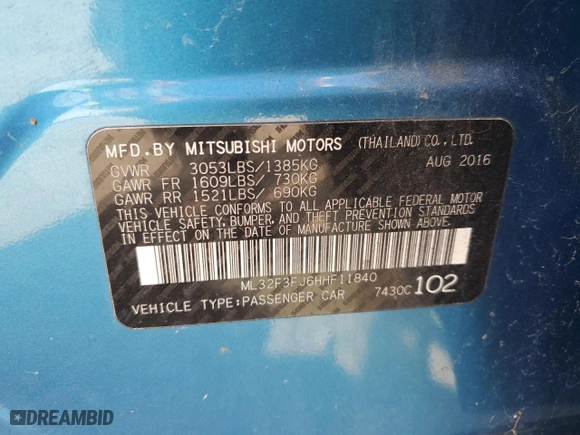 MFD.BY MITSUBISHI MOTORS (THAILAND)CO.,LTD.
GVWR 3053LBS/1385KG AUG 2016
GAWR FR 1609LBS/ 730KG
GAWR RR 1521LBS/ 690KG
THIS VEHICLE CONFORMS TO ALL APPLICABLE FEDERAL MOTOR
VEHICLE SAFETY,BUMPER,AND THEFT PREVENTION STANDARDS
IN EFFECT ON THE DATE OF MANUFACTURE SHOWN ABOVE.
ML32F3FJ6HHF11840
VEHICLE TYPE:PASSENGER CAR 7430C 102
DREAMBID